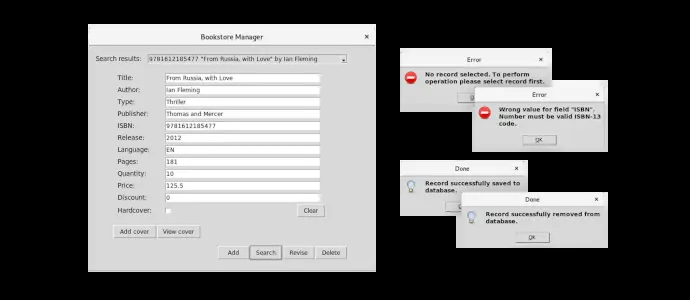 Bookstore Manager
×
Search results: 9781612185477 "From Russia, with Love" by Ian Fleming
Title: From Russia, with Love
Author: Ian Fleming
Type: Thriller
Publisher: Thomas and Mercer
ISBN: 9781612185477
Release: 2012
Language: EN
Pages: 181
Quantity: 10
Price: 125.5
Discount: 0
Hardcover:
Clear
Add cover View cover
Add Search Revise Delete
Error ×
No record selected. To perform
operation please select record first.
Error ×
Wrong value for field "ISBN".
Number must be valid ISBN-13
code.
OK
Done ×
Record successfully saved to
database.
Done ×
Record successfully removed from
database.
OK